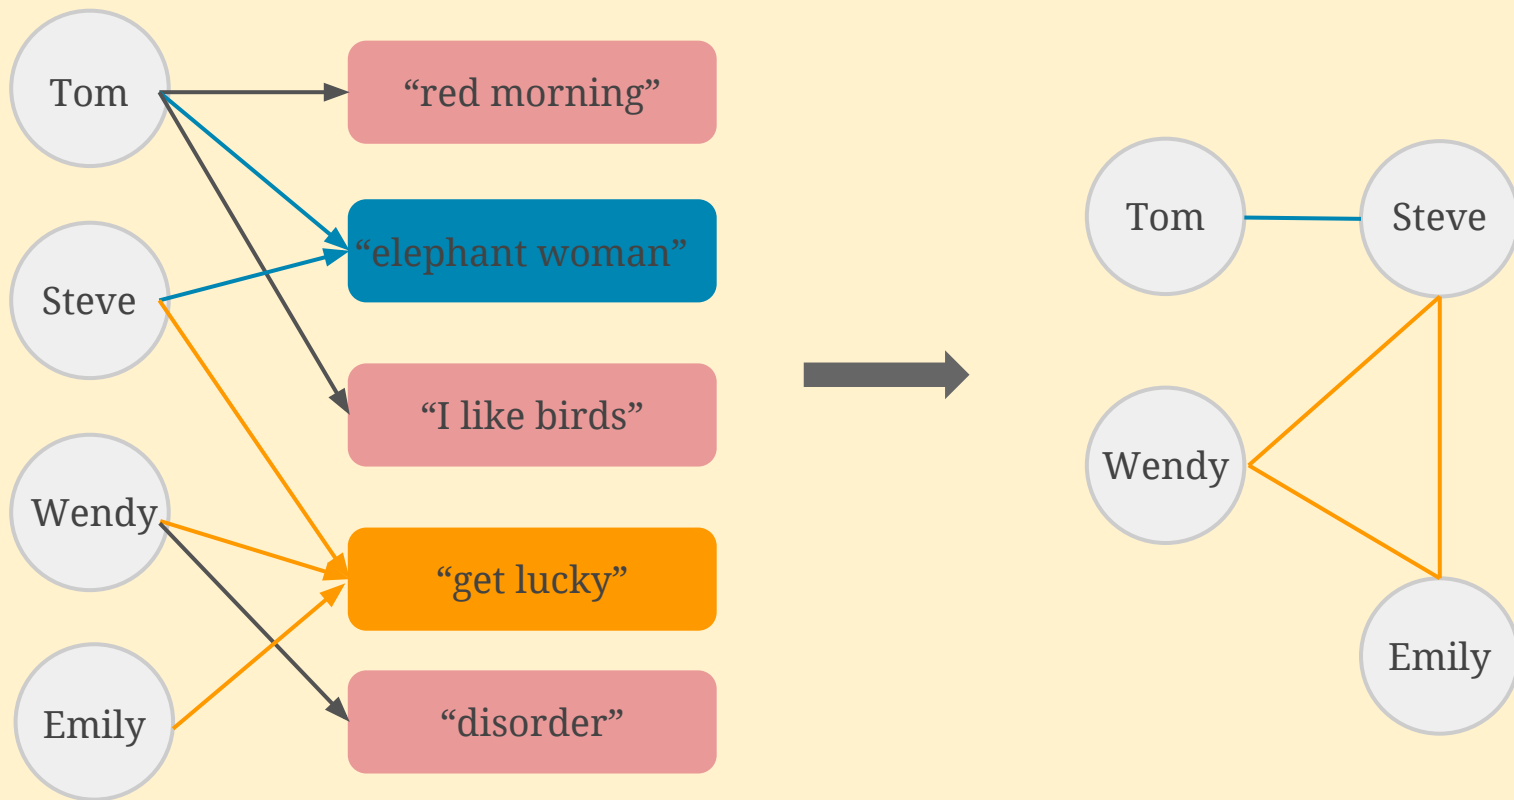 Tom
“red morning”
Steve
“elephant woman”
“I like birds”
Wendy
“get lucky”
Emily
“disorder”
Tom
Steve
Wendy
Emily